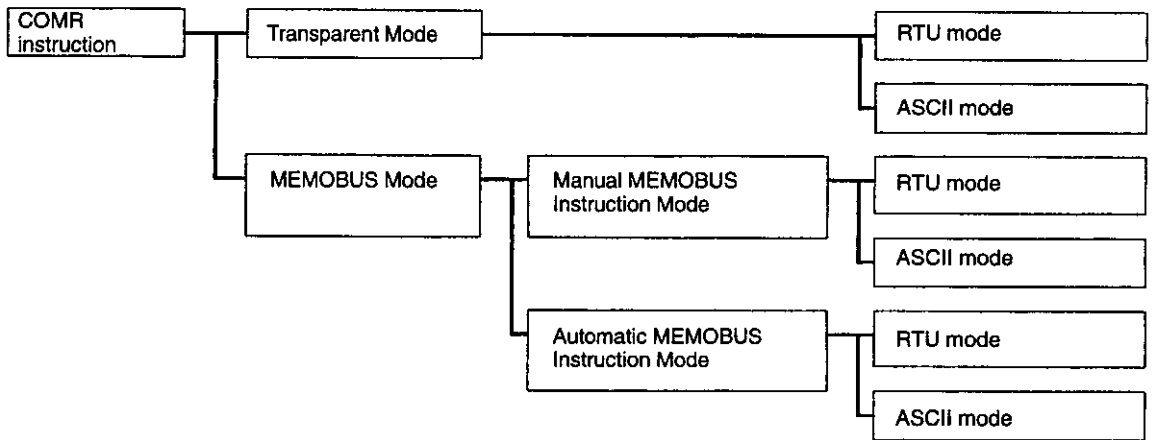 COMR
instruction
Transparent Mode
RTU mode
ASCII mode
MEMOBUS Mode
Manual MEMOBUS
Instruction Mode
RTU mode
ASCII mode
Automatic MEMOBUS
Instruction Mode
RTU mode
ASCII mode